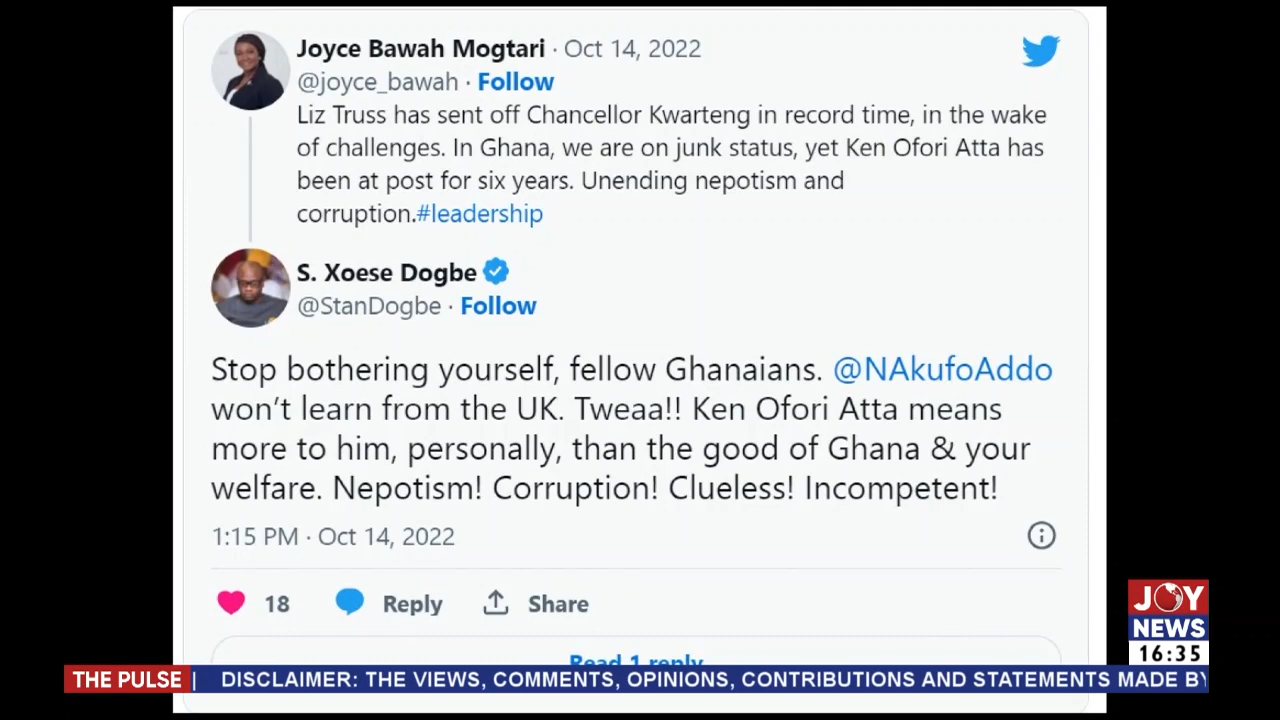 Joyce Bawah Mogtari · Oct 14, 2022
@joyce_bawah · Follow
Liz Truss has sent off Chancellor Kwarteng in record time, in the wake
of challenges. In Ghana, we are on junk status, yet Ken Ofori Atta has
been at post for six years. Unending nepotism and
corruption.#leadership
S. Xoese Dogbe
@StanDogbe · Follow
Stop bothering yourself, fellow Ghanaians. @NAkufoAddo
won’t learn from the UK. Tweaa!! Ken Ofori Atta means
more to him, personally, than the good of Ghana & your
welfare. Nepotism! Corruption! Clueless! Incompetent!
1:15 PM · Oct 14, 2022
18 Reply Share
Read 1 reply
JOY
NEWS
16:35
THE PULSE | DISCLAIMER: THE VIEWS, COMMENTS, OPINIONS, CONTRIBUTIONS AND STATEMENTS MADE BY